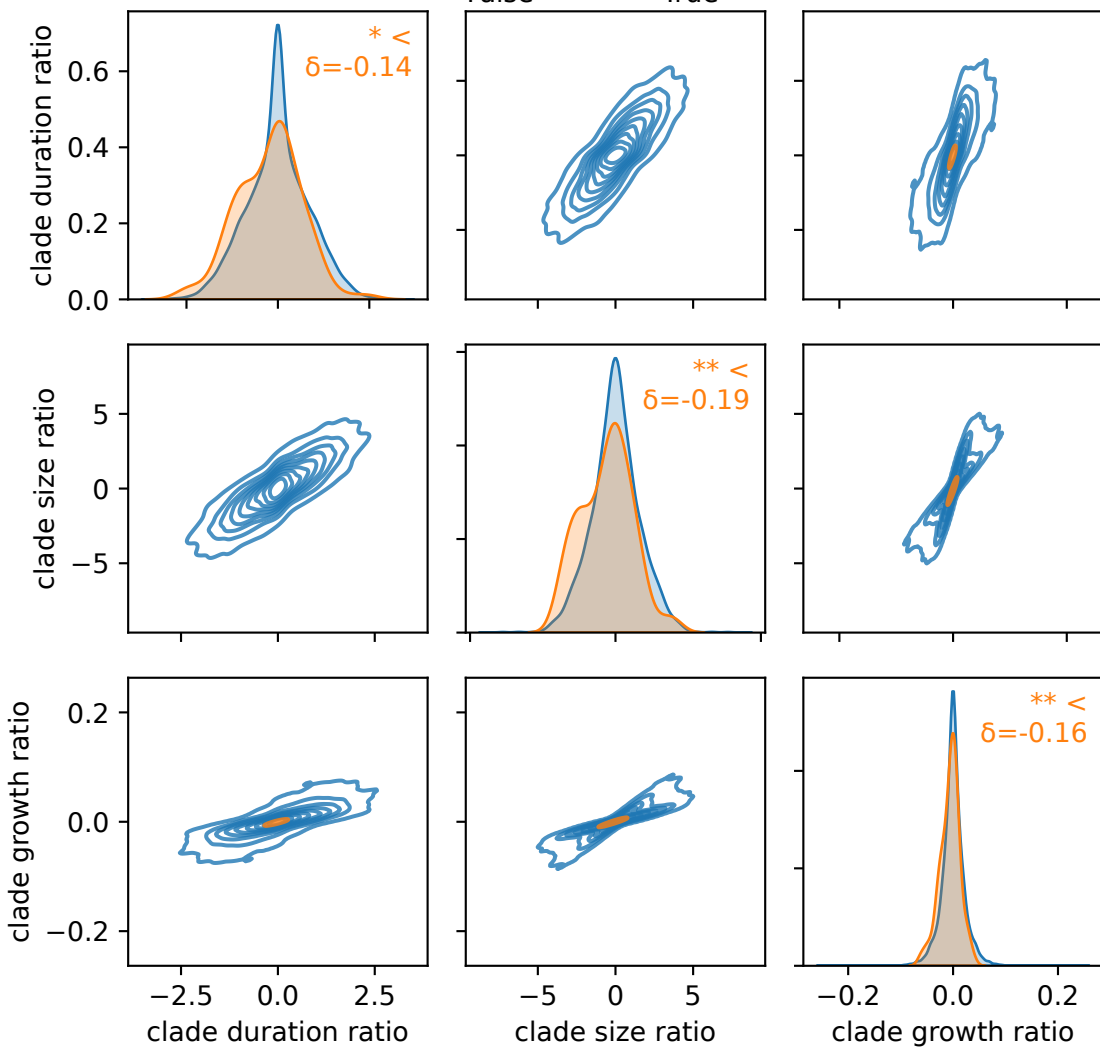 clade duration ratio
0.6
0.4
0.2
0.0
* <
δ=-0.14
clade size ratio
5
0
−5
** <
δ=-0.19
clade growth ratio
0.2
0.0
−0.2
** <
δ=-0.16
−2.5 0.0 2.5
−5 0 5
−0.2 0.0 0.2
clade duration ratio
clade size ratio
clade growth ratio